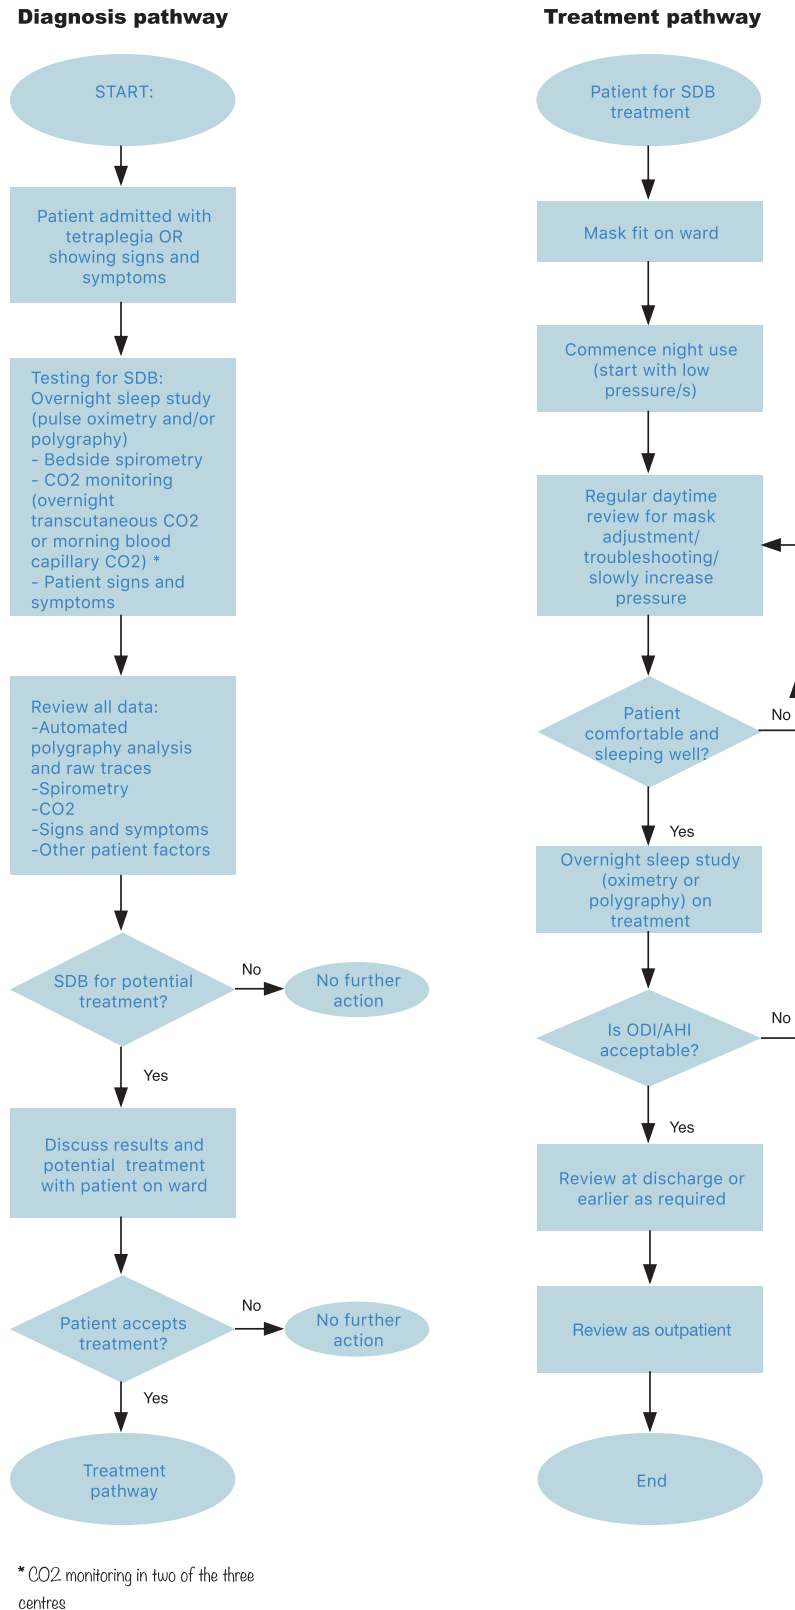 Diagnosis pathway
START:
Patient admitted with
tetraplegia OR
showing signs and
symptoms
Testing for SDB:
Overnight sleep study
(pulse oximetry and/or
polygraphy)
- Bedside spirometry
- CO2 monitoring
(overnight
transcutaneous CO2
or morning blood
capillary CO2) *
- Patient signs and
symptoms
Review all data:
-Automated
polygraphy analysis
and raw traces
-Spirometry
-CO2
-Signs and symptoms
-Other patient factors
SDB for potential
treatment?
No
No further
action
Yes
Discuss results and
potential  treatment
with patient on ward
Patient accepts
treatment?
No
No further
action
Yes
Treatment
pathway
* CO2 monitoring in two of the three
centres
Treatment pathway
Patient for SDB
treatment
Mask fit on ward
Commence night use
(start with low
pressure/s)
Regular daytime
review for mask
adjustment/
troubleshooting/
slowly increase
pressure
Patient
comfortable and
sleeping well?
No
Yes
Overnight sleep study
(oximetry or
polygraphy) on
treatment
Is ODI/AHI
acceptable?
No
Yes
Review at discharge or
earlier as required
Review as outpatient
End